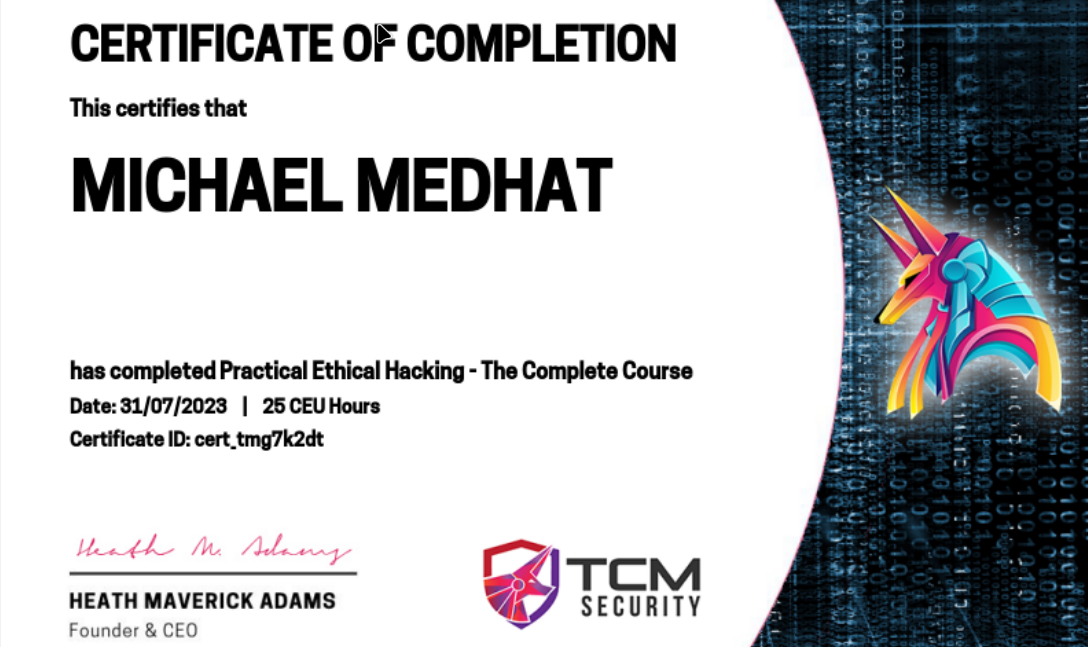 CERTIFICATE OF COMPLETION
This certifies that
MICHAEL MEDHAT
has completed Practical Ethical Hacking - The Complete Course
Date: 31/07/2023 | 25 CEU Hours
Certificate ID: cert_tmg7k2dt
Heath M. Adams
HEATH MAVERICK ADAMS
Founder & CEO
TCM
SECURITY